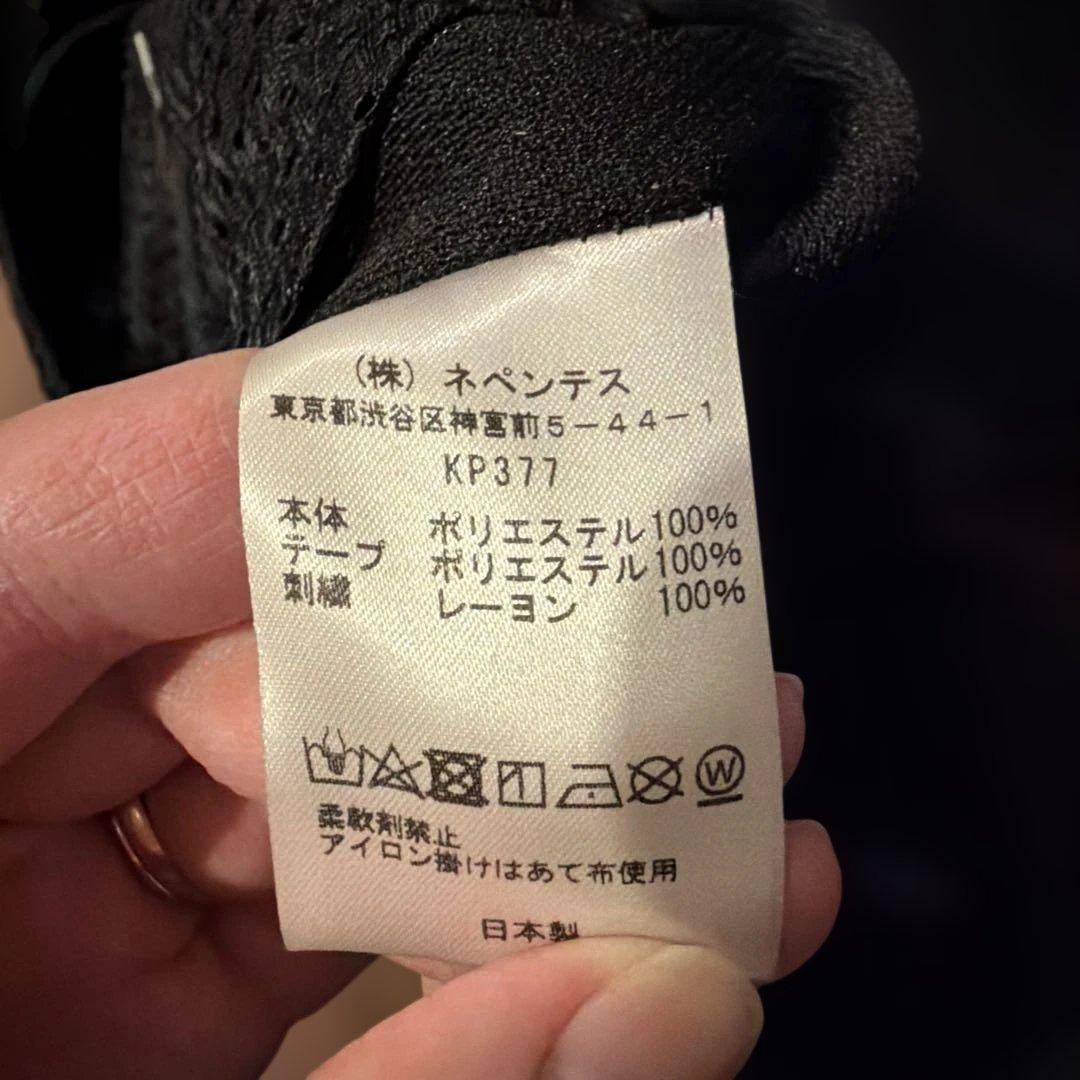 (株) ネペンテス
東京都渋谷区神宮前5-44-1
KP377
本体 ポリエステル100%
テープ ポリエステル100%
刺繍 レーヨン 100%
W
柔軟剤禁止
アイロン掛けはあて布使用
日本製